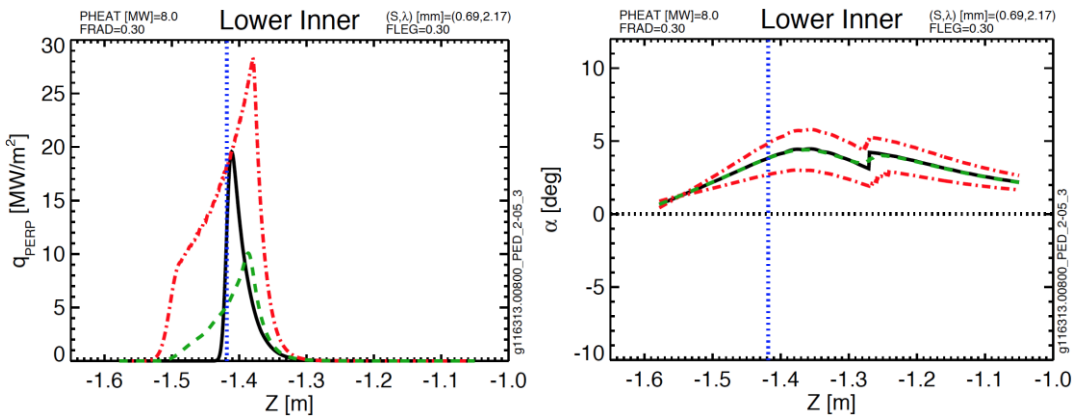 PHEAT [MW]=8.0
FRAD=0.30
Lower Inner
(S,λ) [mm]=(0.69,2.17)
FLEG=0.30
30
25
20
15
10
5
0
qPERP [MW/m²]
-1.6 -1.5 -1.4 -1.3 -1.2 -1.1 -1.0
Z [m]
g116313.00800_PED_2-05_3
PHEAT [MW]=8.0
FRAD=0.30
Lower Inner
(S,λ) [mm]=(0.69,2.17)
FLEG=0.30
10
5
0
-5
-10
α [deg]
-1.6 -1.5 -1.4 -1.3 -1.2 -1.1 -1.0
Z [m]
g116313.00800_PED_2-05_3